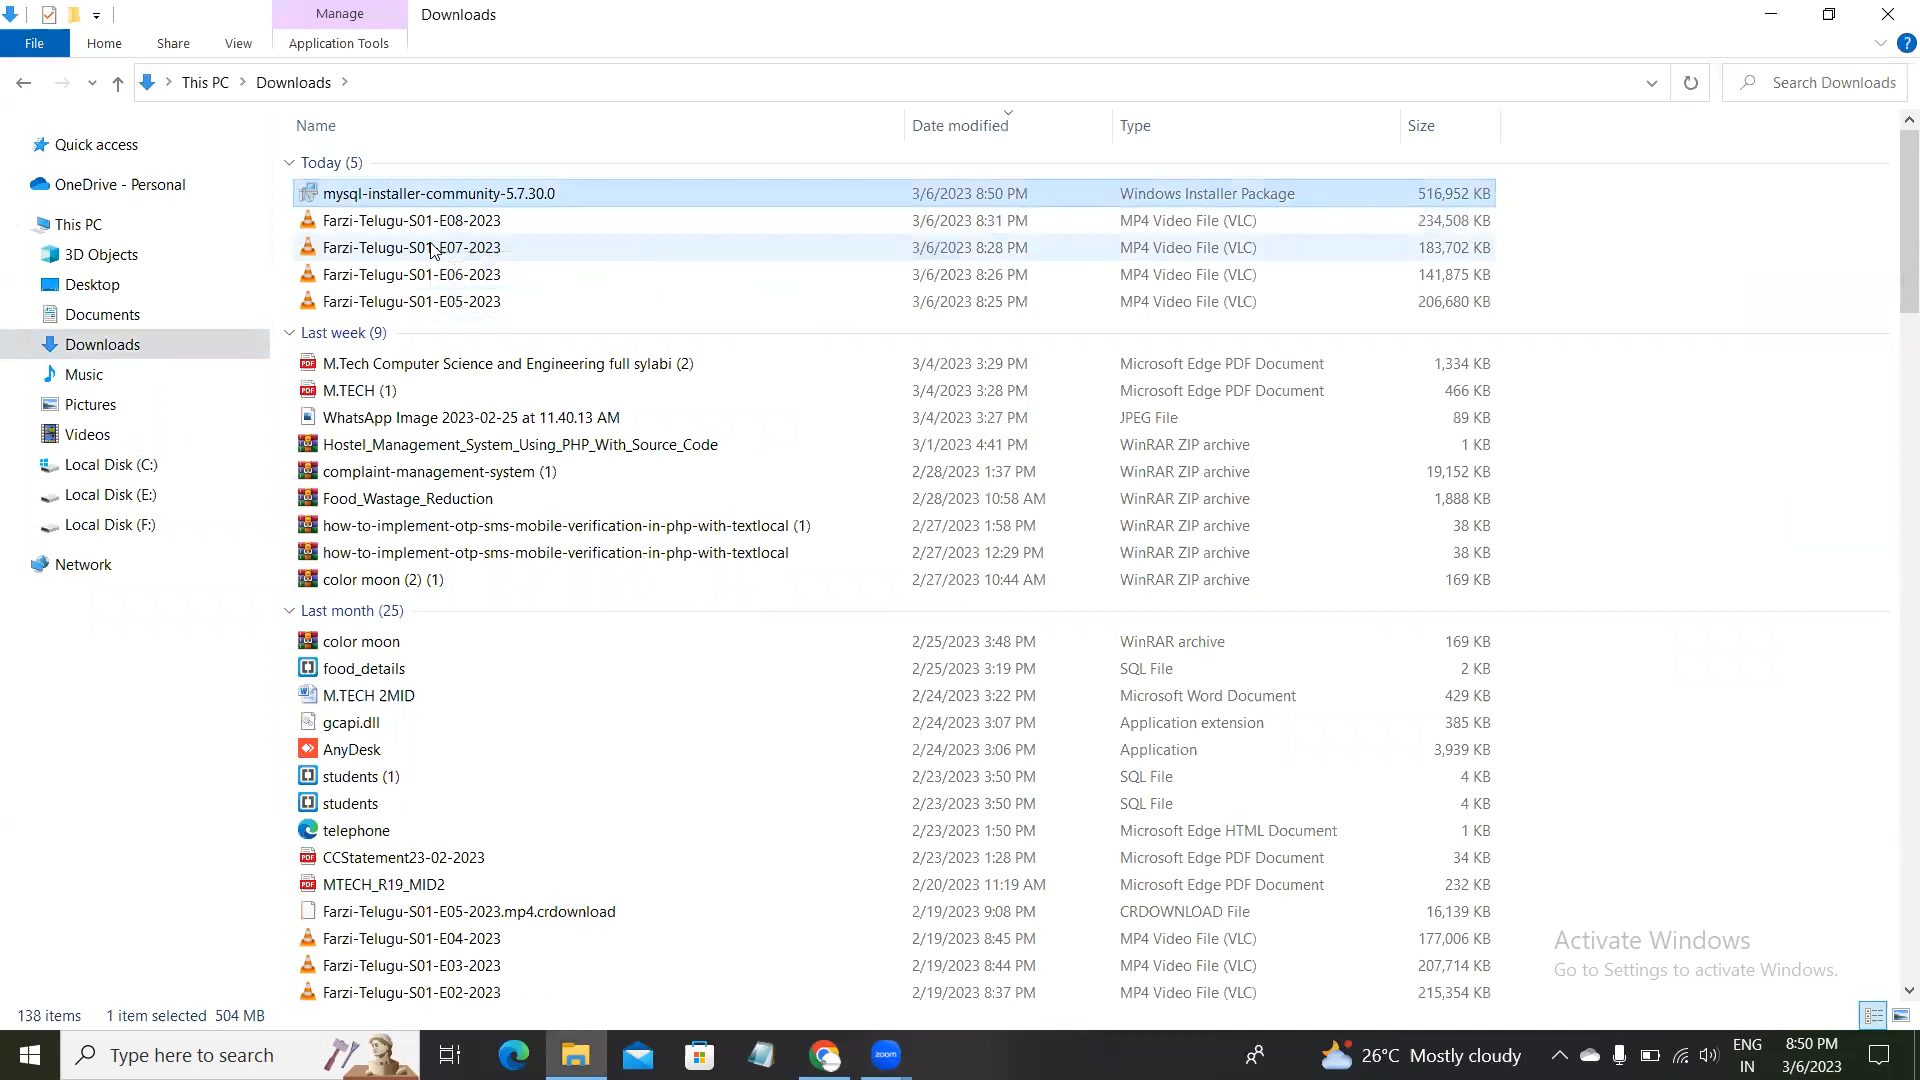 Manage
Downloads
File
Home
Share
View
Application Tools
?
This PC
Downloads
Search Downloads
Name
Date modified
Type
Size
Quick access
OneDrive - Personal
This PC
3D Objects
Desktop
Documents
Downloads
Music
Pictures
Videos
Local Disk (C:)
Local Disk (E:)
Local Disk (F:)
Network
Today (5)
mysql-installer-community-5.7.30.0 3/6/2023 8:50 PM Windows Installer Package 516,952 KB
Farzi-Telugu-S01-E08-2023 3/6/2023 8:31 PM MP4 Video File (VLC) 234,508 KB
Farzi-Telugu-S01-E07-2023 3/6/2023 8:28 PM MP4 Video File (VLC) 183,702 KB
Farzi-Telugu-S01-E06-2023 3/6/2023 8:26 PM MP4 Video File (VLC) 141,875 KB
Farzi-Telugu-S01-E05-2023 3/6/2023 8:25 PM MP4 Video File (VLC) 206,680 KB
Last week (9)
M.Tech Computer Science and Engineering full sylabi (2) 3/4/2023 3:29 PM Microsoft Edge PDF Document 1,334 KB
M.TECH (1) 3/4/2023 3:28 PM Microsoft Edge PDF Document 466 KB
WhatsApp Image 2023-02-25 at 11.40.13 AM 3/4/2023 3:27 PM JPEG File 89 KB
Hostel_Management_System_Using_PHP_With_Source_Code 3/1/2023 4:41 PM WinRAR ZIP archive 1 KB
complaint-management-system (1) 2/28/2023 1:37 PM WinRAR ZIP archive 19,152 KB
Food_Wastage_Reduction 2/28/2023 10:58 AM WinRAR ZIP archive 1,888 KB
how-to-implement-otp-sms-mobile-verification-in-php-with-textlocal (1) 2/27/2023 1:58 PM WinRAR ZIP archive 38 KB
how-to-implement-otp-sms-mobile-verification-in-php-with-textlocal 2/27/2023 12:29 PM WinRAR ZIP archive 38 KB
color moon (2) (1) 2/27/2023 10:44 AM WinRAR ZIP archive 169 KB
Last month (25)
color moon 2/25/2023 3:48 PM WinRAR archive 169 KB
food_details 2/25/2023 3:19 PM SQL File 2 KB
M.TECH 2MID 2/24/2023 3:22 PM Microsoft Word Document 429 KB
gcapi.dll 2/24/2023 3:07 PM Application extension 385 KB
AnyDesk 2/24/2023 3:06 PM Application 3,939 KB
students (1) 2/23/2023 3:50 PM SQL File 4 KB
students 2/23/2023 3:50 PM SQL File 4 KB
telephone 2/23/2023 1:50 PM Microsoft Edge HTML Document 1 KB
CCStatement23-02-2023 2/23/2023 1:28 PM Microsoft Edge PDF Document 34 KB
MTECH_R19_MID2 2/20/2023 11:19 AM Microsoft Edge PDF Document 232 KB
Farzi-Telugu-S01-E05-2023.mp4.crdownload 2/19/2023 9:08 PM CRDOWNLOAD File 16,139 KB
Farzi-Telugu-S01-E04-2023 2/19/2023 8:45 PM MP4 Video File (VLC) 177,006 KB
Farzi-Telugu-S01-E03-2023 2/19/2023 8:44 PM MP4 Video File (VLC) 207,714 KB
Farzi-Telugu-S01-E02-2023 2/19/2023 8:37 PM MP4 Video File (VLC) 215,354 KB
Activate Windows
Go to Settings to activate Windows.
138 items 1 item selected 504 MB
Type here to search
zoom
26°C Mostly cloudy
ENG
IN
8:50 PM
3/6/2023